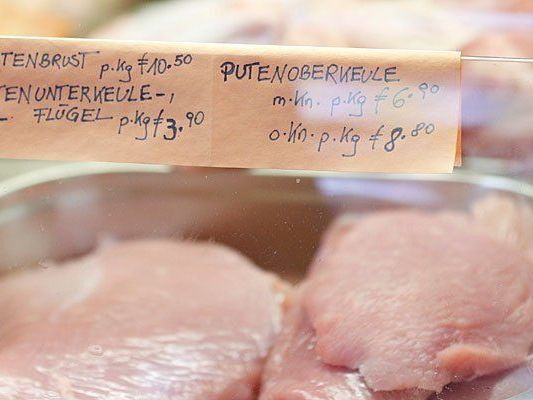 TENBRUST p.kg €10.50
TENUNTERKEULE-,
L. FLÜGEL p.kg €3.90
PUTENOBERKEULE
m.Kn. p.kg €6.90
o.Kn. p.kg €8.80